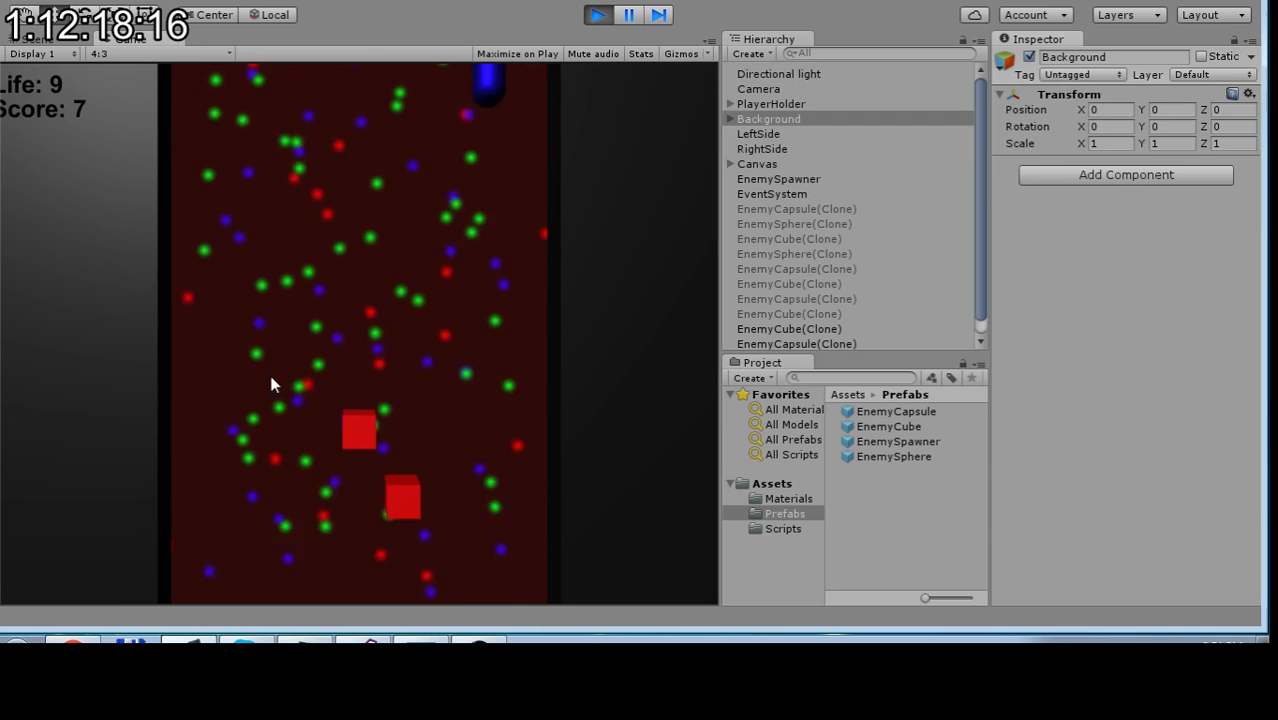 1:12:18:16
Center
Local
Account
Layers
Layout
Display 1
4:3
Maximize on Play
Mute audio
Stats
Gizmos
Life: 9
Score: 7
Hierarchy
Create
All
Directional light
Camera
PlayerHolder
Background
LeftSide
RightSide
Canvas
EnemySpawner
EventSystem
EnemyCapsule(Clone)
EnemySphere(Clone)
EnemyCube(Clone)
EnemySphere(Clone)
EnemyCapsule(Clone)
EnemyCube(Clone)
EnemyCapsule(Clone)
EnemyCube(Clone)
EnemyCube(Clone)
EnemyCapsule(Clone)
Project
Create
Favorites
All Material
All Models
All Prefabs
All Scripts
Assets
Materials
Prefabs
Scripts
Assets
Prefabs
EnemyCapsule
EnemyCube
EnemySpawner
EnemySphere
Inspector
Background
Static
Tag Untagged Layer Default
Transform
Position X 0 Y 0 Z 0
Rotation X 0 Y 0 Z 0
Scale X 1 Y 1 Z 1
Add Component